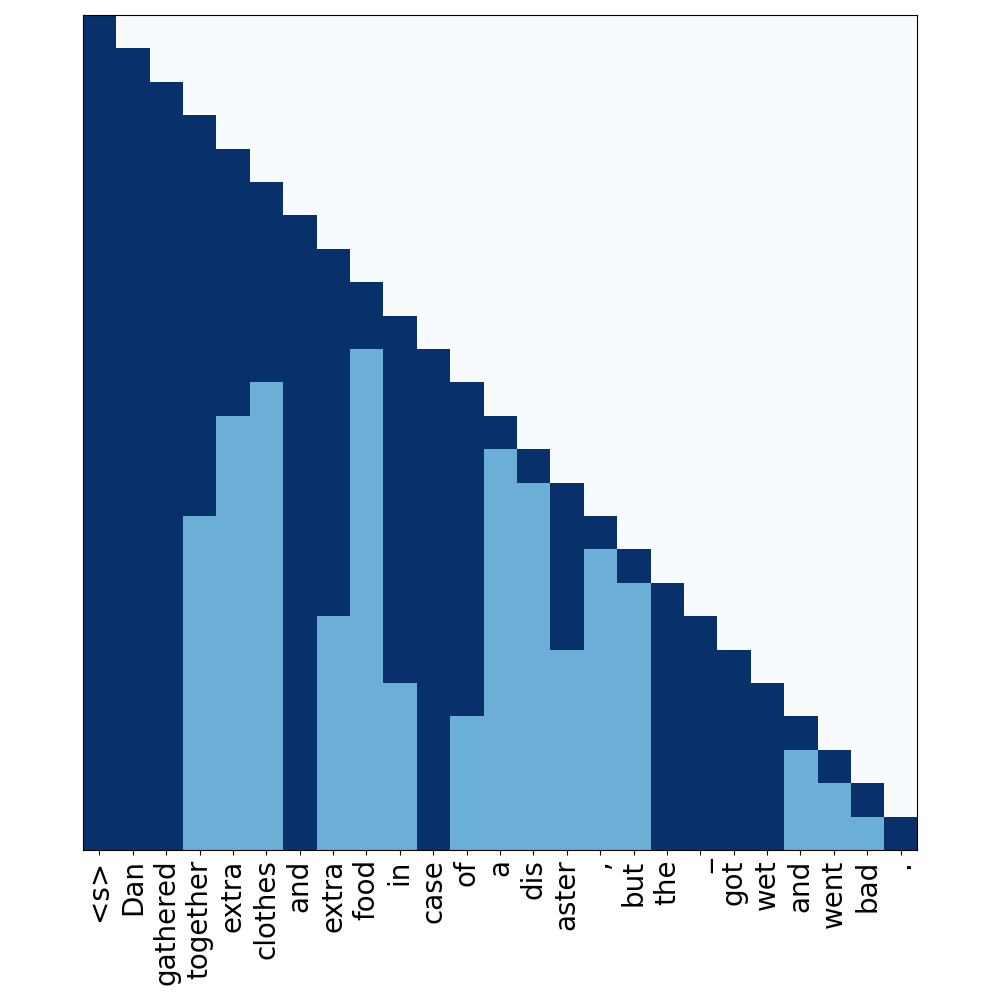 <s>
Dan
gathered
together
extra
clothes
and
extra
food
in
case
of
a
dis
aster
,
but
the
_
got
wet
and
went
bad
.